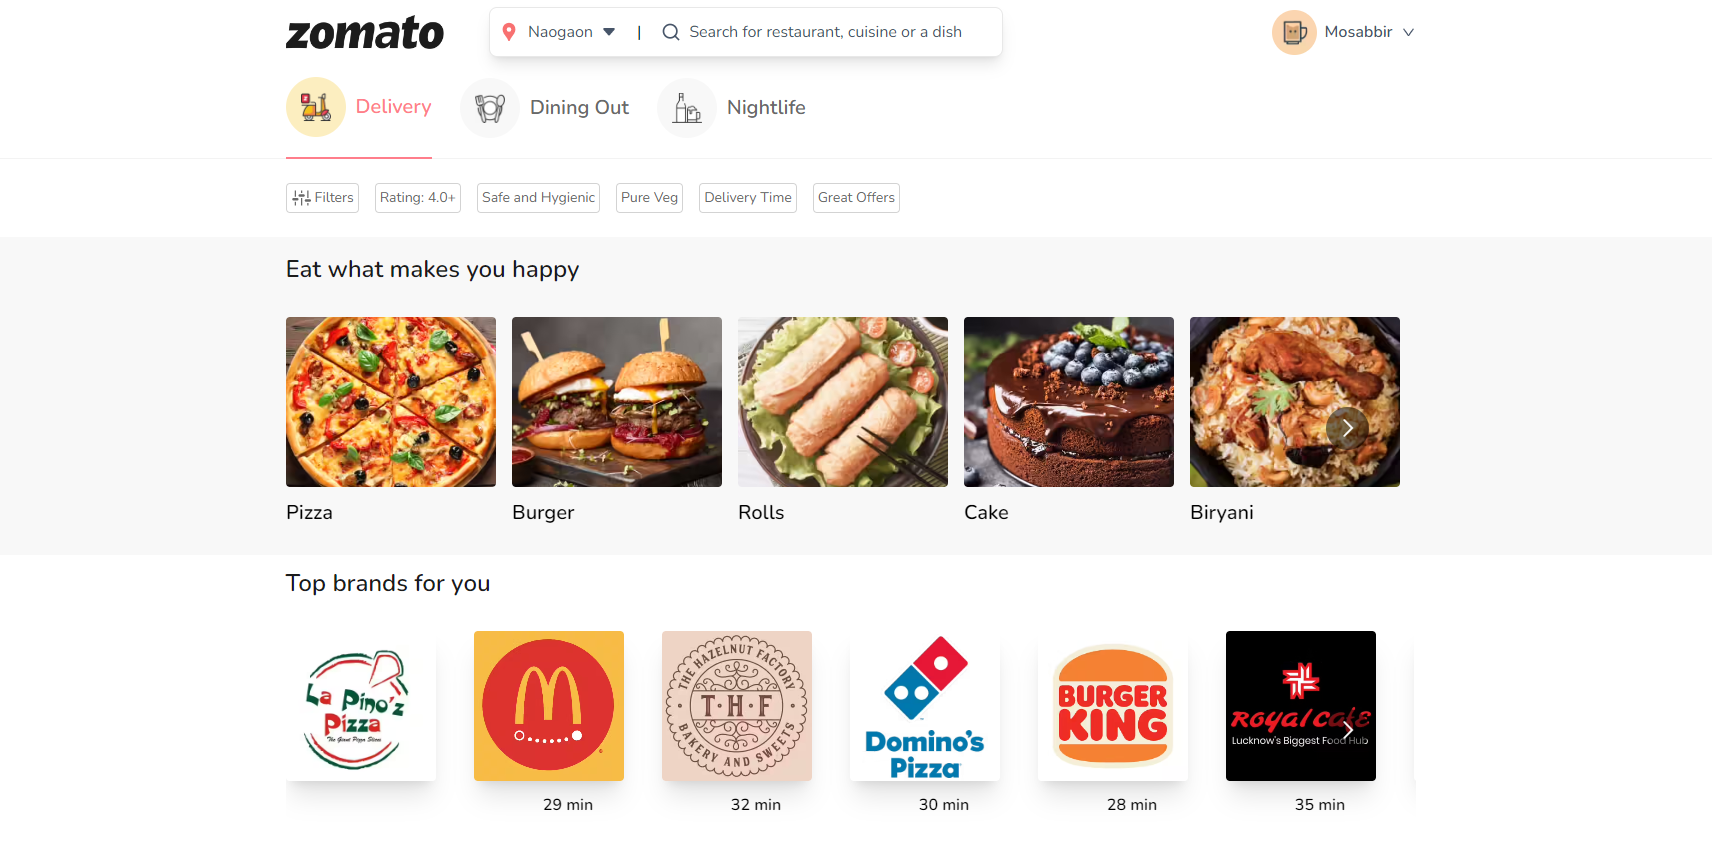 zomato
Naogaon | Search for restaurant, cuisine or a dish
Mosabbir
Delivery
Dining Out
Nightlife
Filters
Rating: 4.0+
Safe and Hygienic
Pure Veg
Delivery Time
Great Offers
Eat what makes you happy
Pizza
Burger
Rolls
Cake
Biryani
Top brands for you
La Pino'z
Pizza
The Giant Pizza Slices
THE HAZELNUT FACTORY
T·H·F
BAKERY AND SWEETS
Domino's
Pizza
BURGER
KING
Royal Cafe
Lucknow's Biggest Food Hub
29 min
32 min
30 min
28 min
35 min